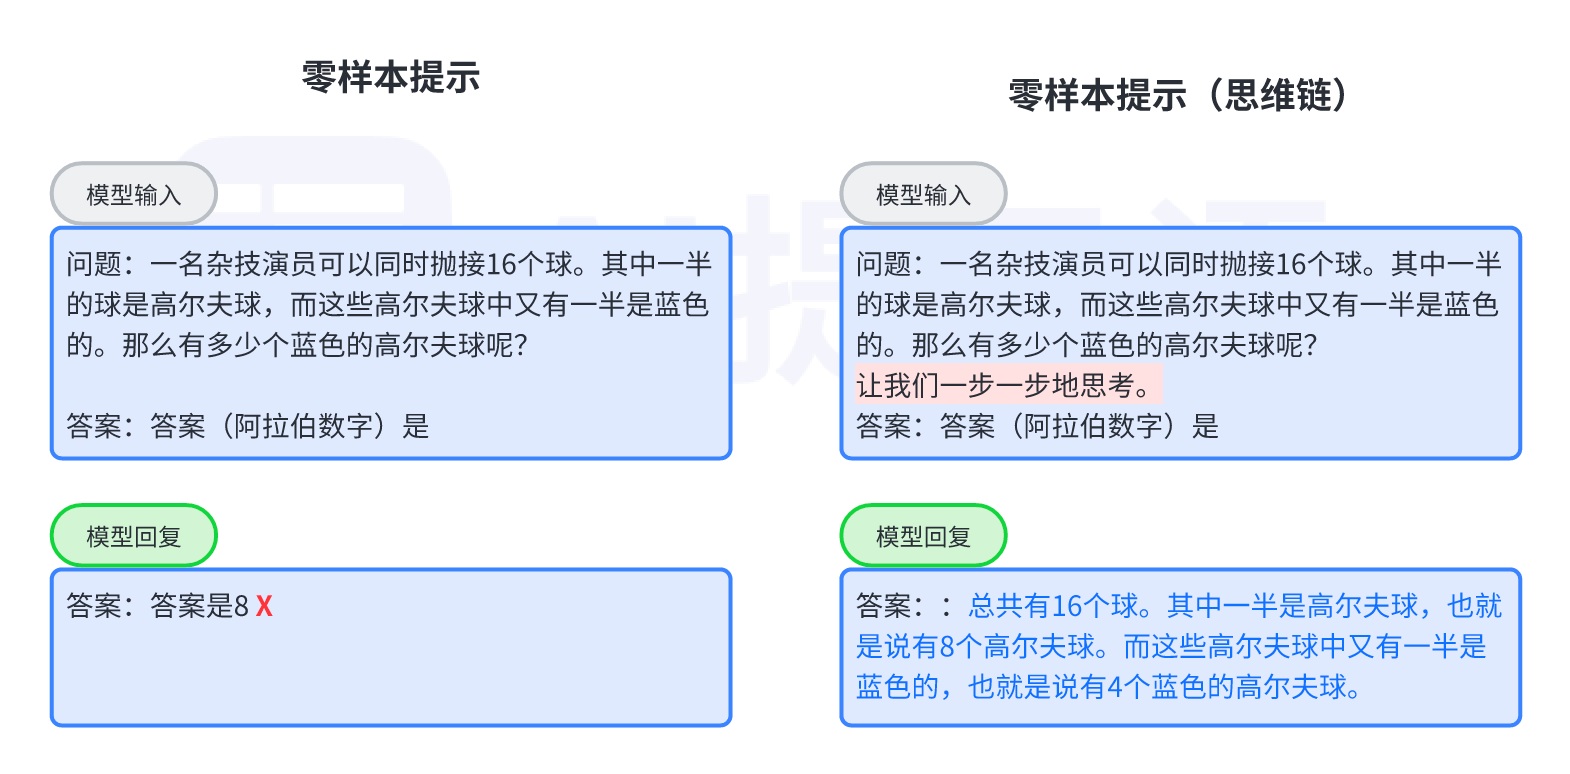 零样本提示
模型输入
问题：一名杂技演员可以同时抛接16个球。其中一半
的球是高尔夫球，而这些高尔夫球中又有一半是蓝色
的。那么有多少个蓝色的高尔夫球呢？
答案：答案（阿拉伯数字）是
模型回复
答案：答案是8 X
零样本提示（思维链）
模型输入
问题：一名杂技演员可以同时抛接16个球。其中一半
的球是高尔夫球，而这些高尔夫球中又有一半是蓝色
的。那么有多少个蓝色的高尔夫球呢？
让我们一步一步地思考。
答案：答案（阿拉伯数字）是
模型回复
答案：：总共有16个球。其中一半是高尔夫球，也就
是说有8个高尔夫球。而这些高尔夫球中又有一半是
蓝色的，也就是说有4个蓝色的高尔夫球。